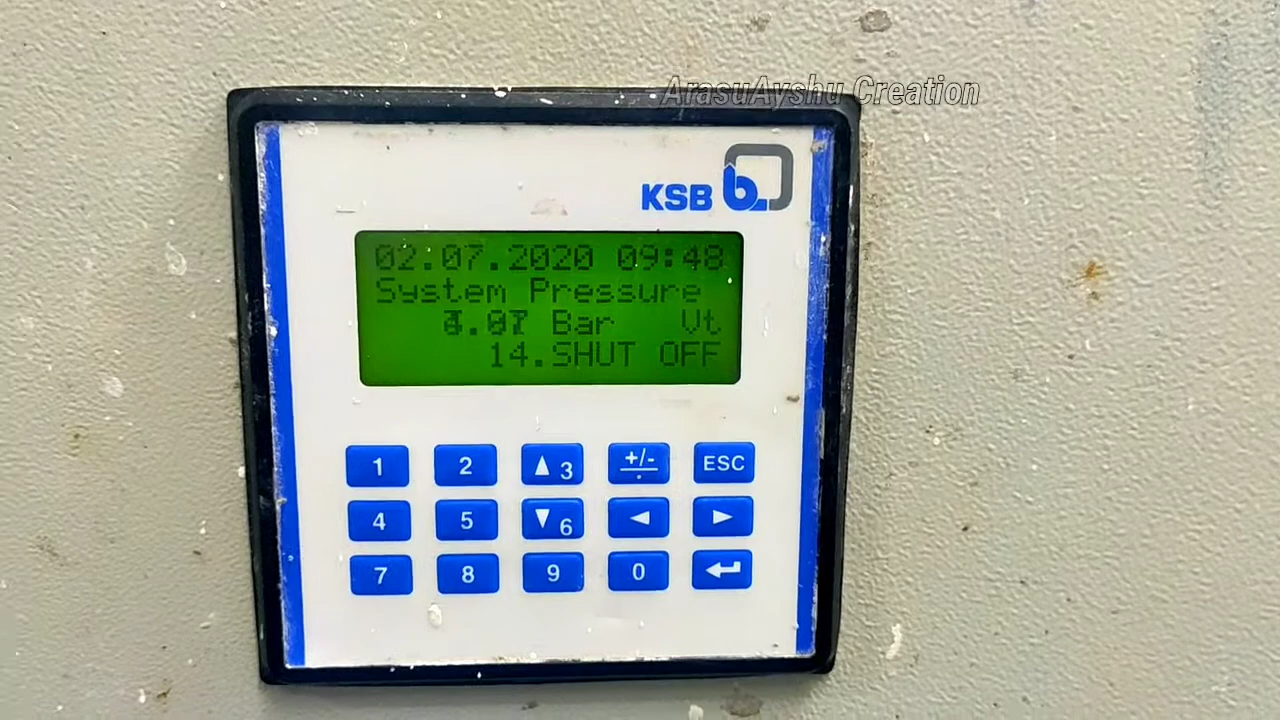 ArasuAyshu Creation
KSB
02.07.2020 09:48
System Pressure
Bar Vt
14.SHUT OFF
1 2 ▲3 +/- . ESC
4 5 ▼6 ◄ ►
7 8 9 0 ↵